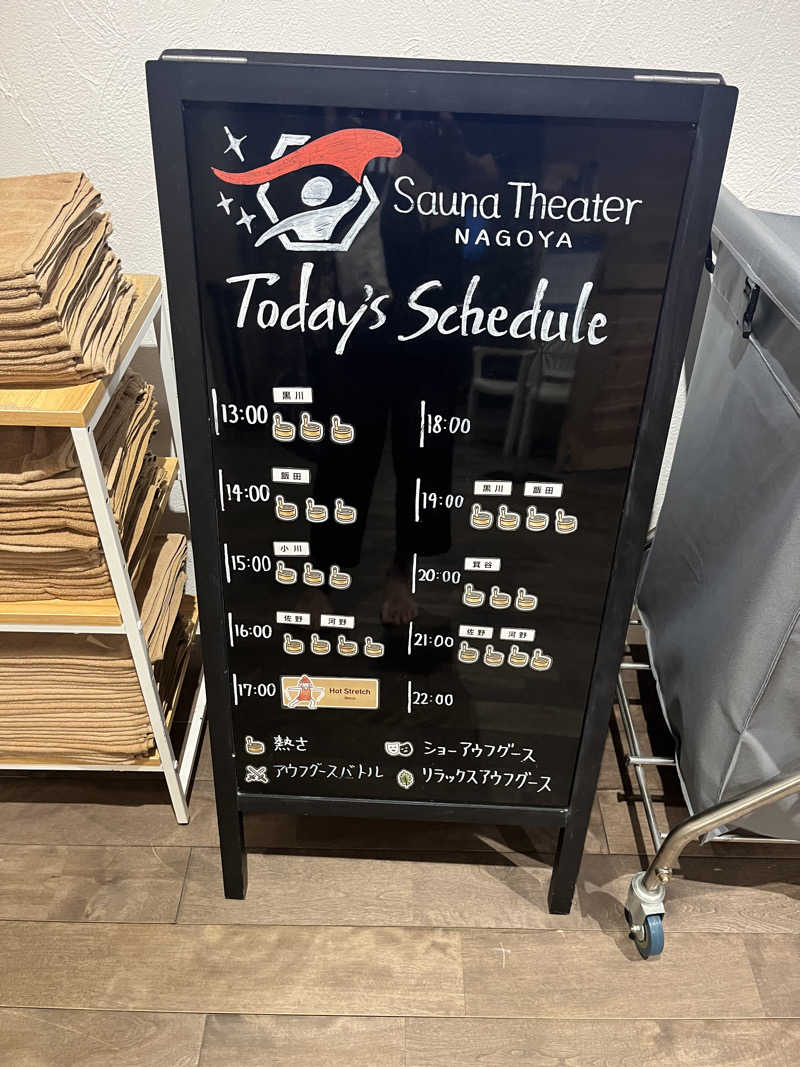 Sauna Theater
NAGOYA
Today's Schedule
13:00 黒川
14:00 飯田
15:00 小川
16:00 佐野 河野
17:00 Hot Stretch
18:00
19:00 黒川 飯田
20:00 箕谷
21:00 佐野 河野
22:00
熱さ
ショーアウフグース
アウフグースバトル
リラックスアウフグース